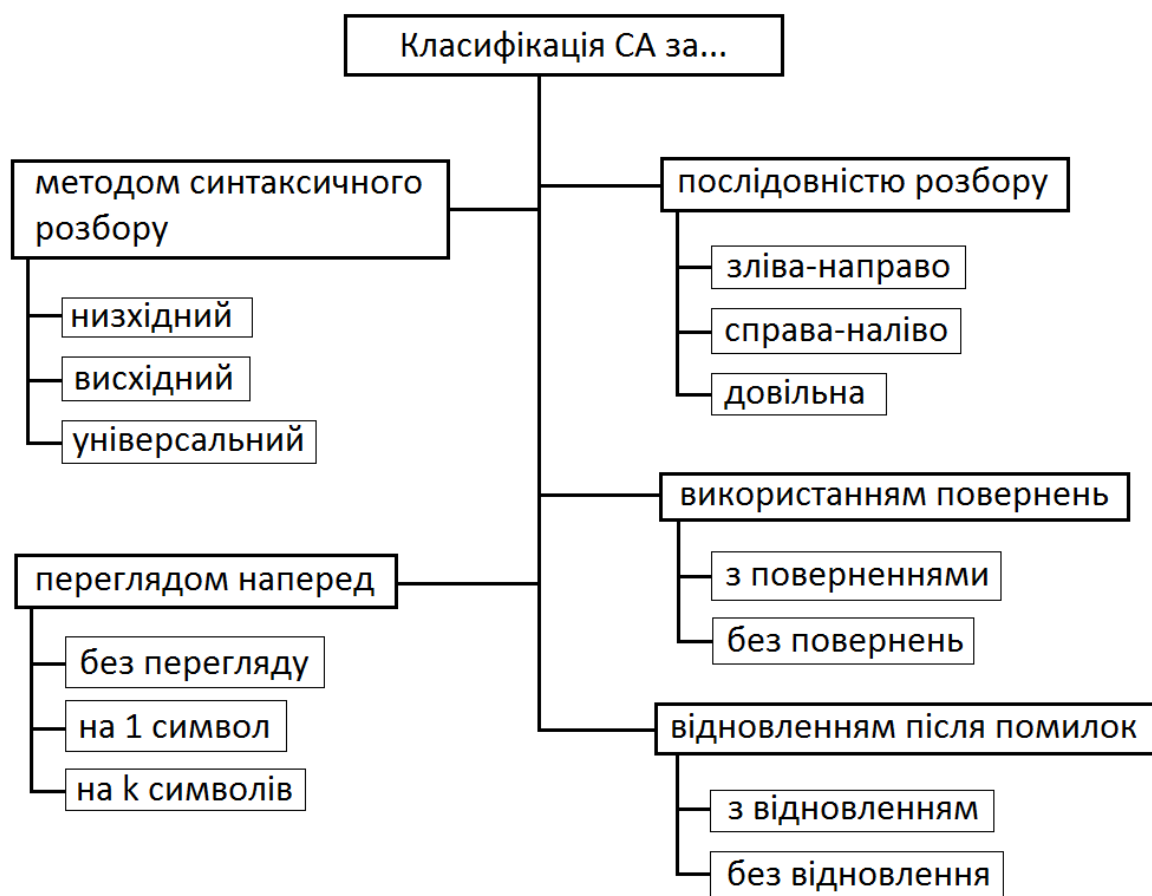 Класифікація СА за...
методом синтаксичного
розбору
низхідний
висхідний
універсальний
переглядом наперед
без перегляду
на 1 символ
на k символів
послідовністю розбору
зліва-направо
справа-наліво
довільна
використанням повернень
з поверненнями
без повернень
відновленням після помилок
з відновленням
без відновлення